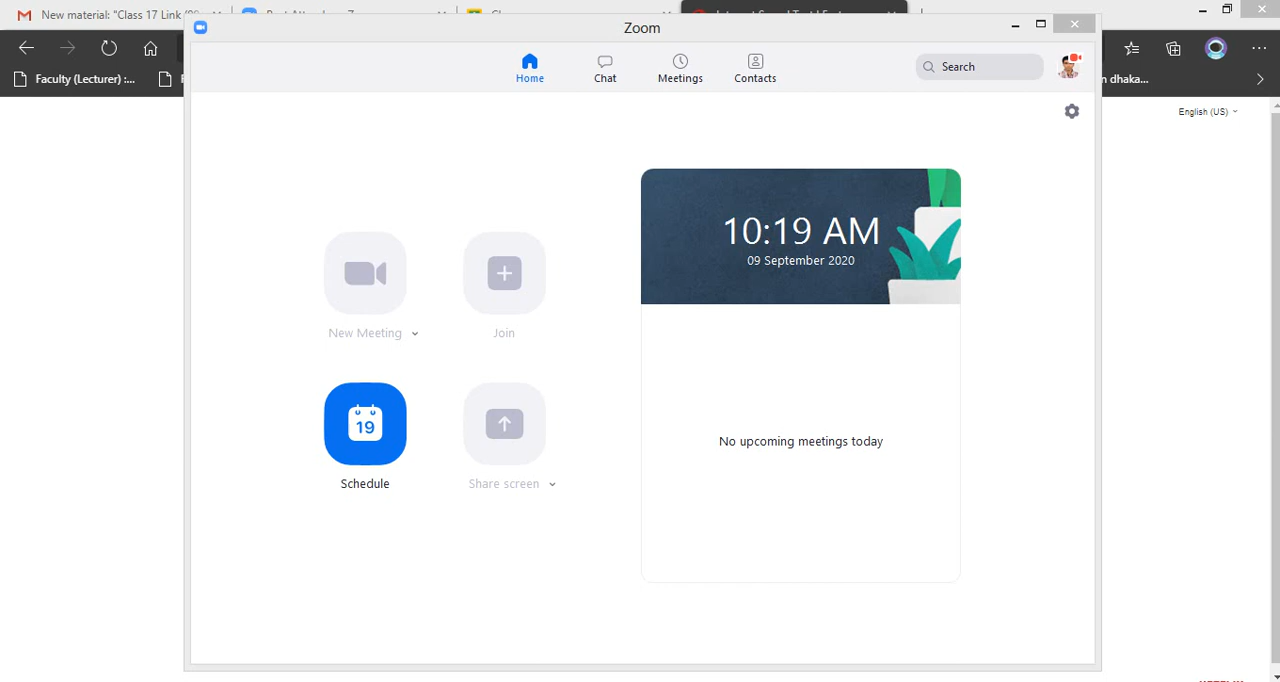 New material: "Class 17 Link
Zoom
Faculty (Lecturer) :...
n dhaka...
Home
Chat
Meetings
Contacts
Search
English (US)
10:19 AM
09 September 2020
New Meeting
Join
19
Schedule
Share screen
No upcoming meetings today